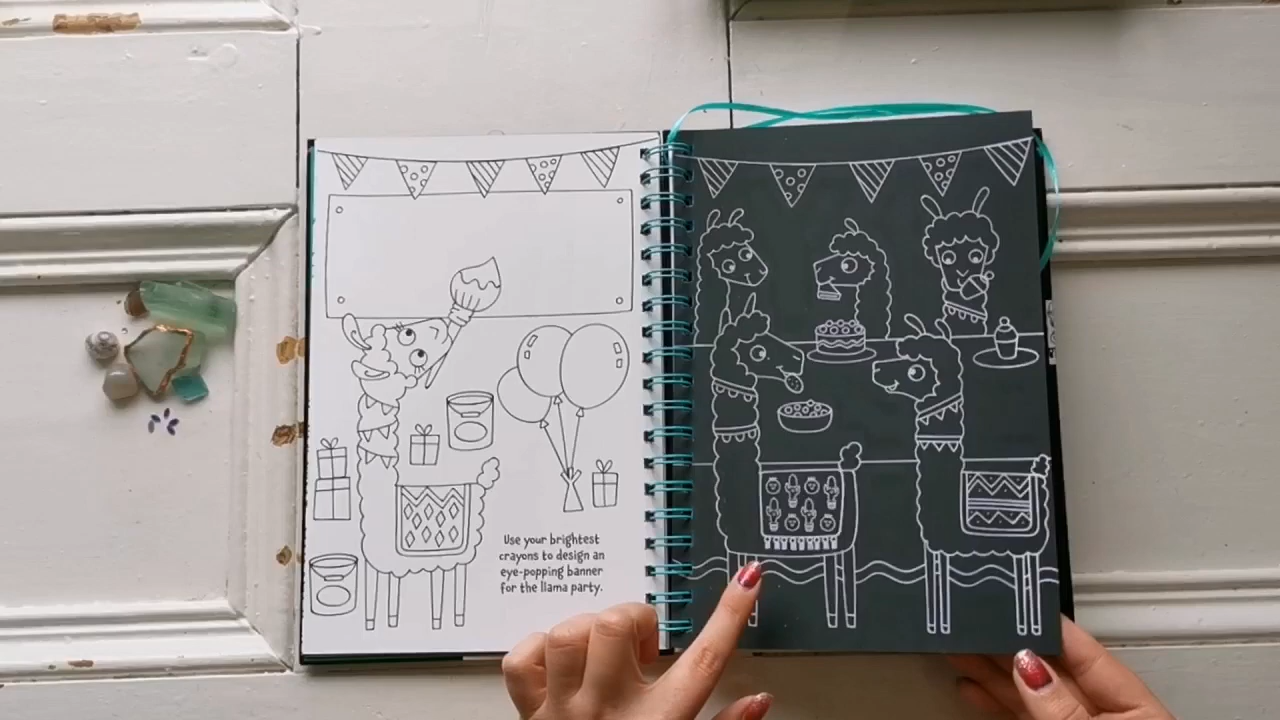 Use your brightest
crayons to design an
eye-popping banner
for the llama party.